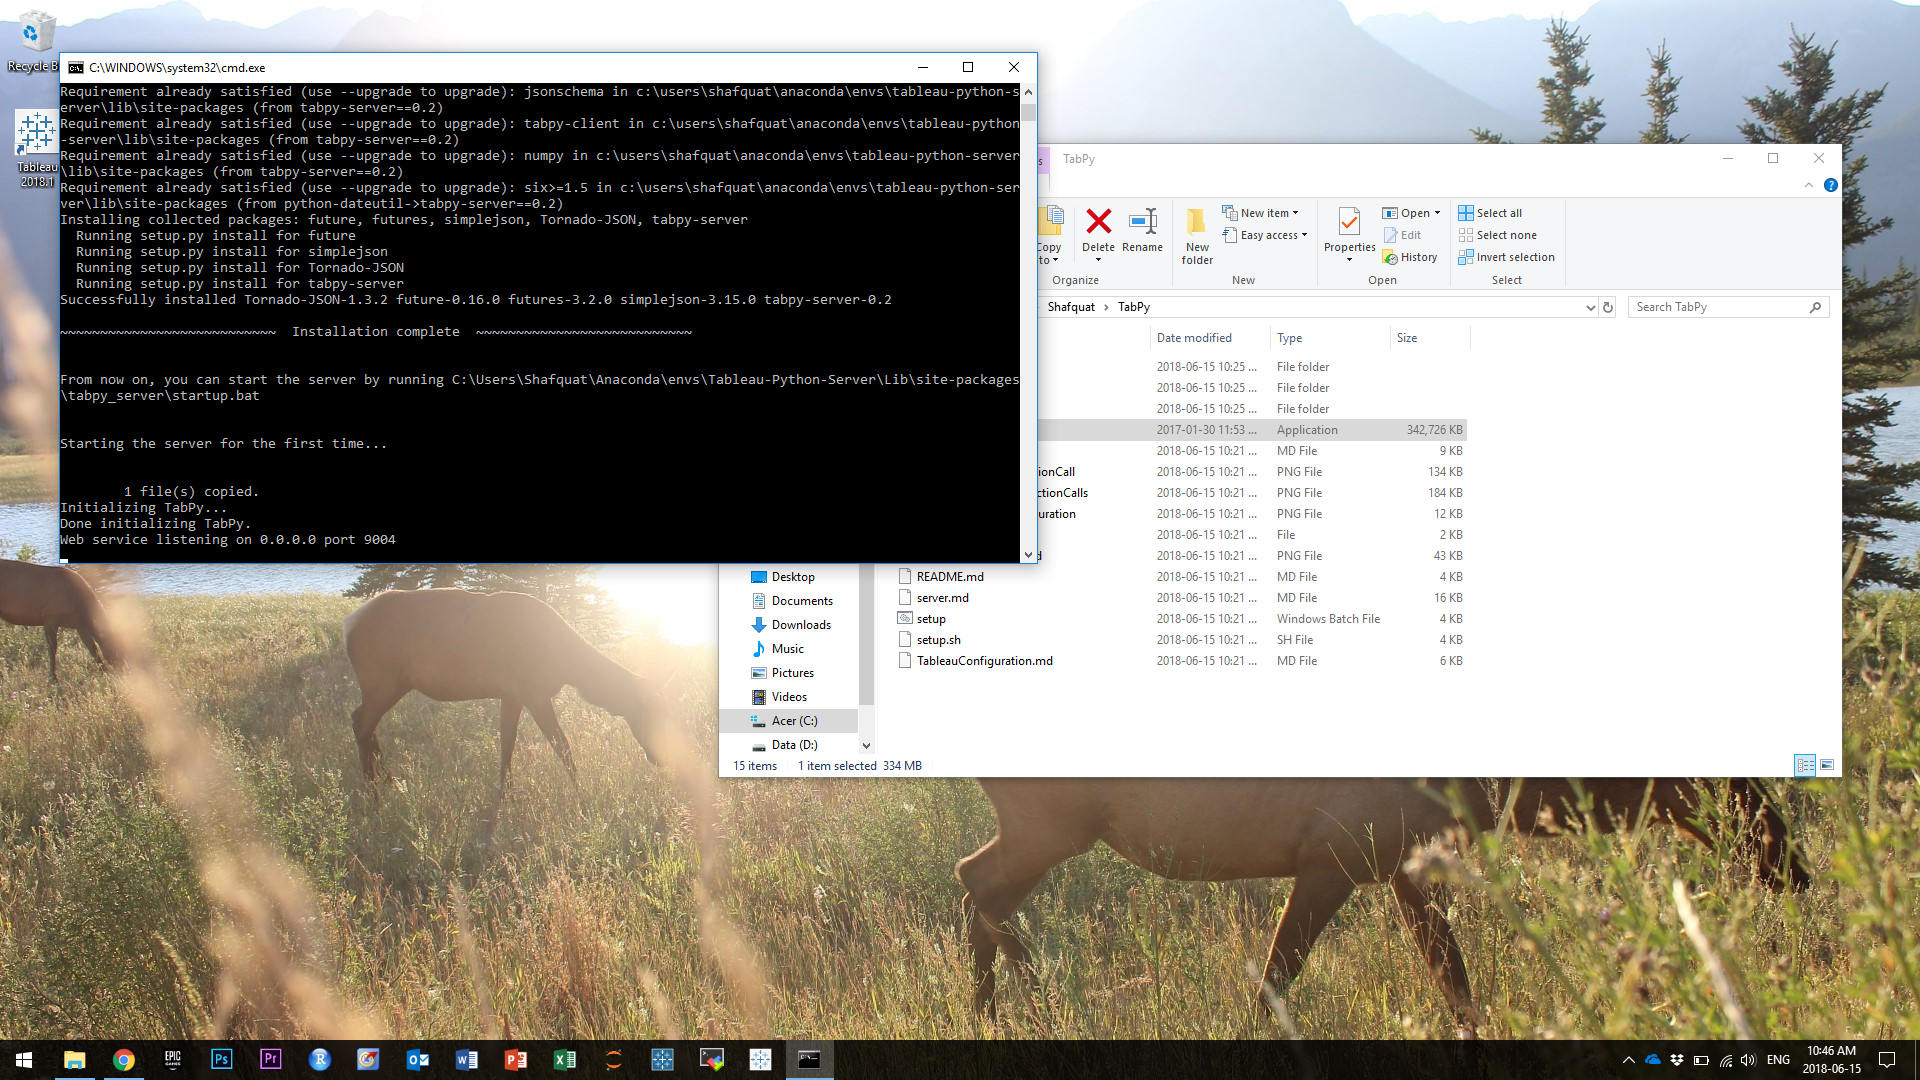 Recycle B
Tableau
2018.1
C:\WINDOWS\system32\cmd.exe
Requirement already satisfied (use --upgrade to upgrade): jsonschema in c:\users\shafquat\anaconda\envs\tableau-python-s
erver\lib\site-packages (from tabpy-server==0.2)
Requirement already satisfied (use --upgrade to upgrade): tabpy-client in c:\users\shafquat\anaconda\envs\tableau-python
-server\lib\site-packages (from tabpy-server==0.2)
Requirement already satisfied (use --upgrade to upgrade): numpy in c:\users\shafquat\anaconda\envs\tableau-python-server
\lib\site-packages (from tabpy-server==0.2)
Requirement already satisfied (use --upgrade to upgrade): six>=1.5 in c:\users\shafquat\anaconda\envs\tableau-python-ser
ver\lib\site-packages (from python-dateutil->tabpy-server==0.2)
Installing collected packages: future, futures, simplejson, Tornado-JSON, tabpy-server
Running setup.py install for future
Running setup.py install for simplejson
Running setup.py install for Tornado-JSON
Running setup.py install for tabpy-server
Successfully installed Tornado-JSON-1.3.2 future-0.16.0 futures-3.2.0 simplejson-3.15.0 tabpy-server-0.2
~~~~~~~~~~~~~~~~~~~~~~~~~~~ Installation complete ~~~~~~~~~~~~~~~~~~~~~~~~~~~
From now on, you can start the server by running C:\Users\Shafquat\Anaconda\envs\Tableau-Python-Server\Lib\site-packages
\tabpy_server\startup.bat
Starting the server for the first time...
1 file(s) copied.
Initializing TabPy...
Done initializing TabPy.
Web service listening on 0.0.0.0 port 9004
s TabPy
Copy to Delete Rename New folder New item Easy access Properties Open Edit History Select all Select none Invert selection
Organize New Open Select
Shafquat > TabPy Search TabPy
Date modified Type Size
2018-06-15 10:25 ... File folder
2018-06-15 10:25 ... File folder
2018-06-15 10:25 ... File folder
2017-01-30 11:53 ... Application 342,726 KB
2018-06-15 10:21 ... MD File 9 KB
ionCall 2018-06-15 10:21 ... PNG File 134 KB
ctionCalls 2018-06-15 10:21 ... PNG File 184 KB
uration 2018-06-15 10:21 ... PNG File 12 KB
2018-06-15 10:21 ... File 2 KB
d 2018-06-15 10:21 ... PNG File 43 KB
README.md 2018-06-15 10:21 ... MD File 4 KB
server.md 2018-06-15 10:21 ... MD File 16 KB
setup 2018-06-15 10:21 ... Windows Batch File 4 KB
setup.sh 2018-06-15 10:21 ... SH File 4 KB
TableauConfiguration.md 2018-06-15 10:21 ... MD File 6 KB
Desktop
Documents
Downloads
Music
Pictures
Videos
Acer (C:)
Data (D:)
15 items 1 item selected 334 MB
EPIC GAMES Ps Pr R
ENG
10:46 AM
2018-06-15